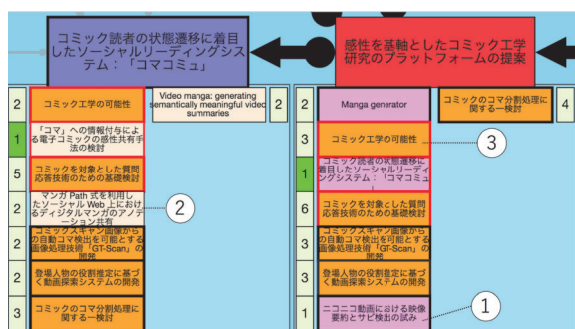 コミック読者の状態遷移に着目
したソーシャルリーディングシス
テム：「コマコミュ」
感性を基軸としたコミック工学
研究のプラットフォームの提案
2
コミック工学の可能性
Video manga: generating
semantically meaningful video
summaries
2
1
「コマ」への情報付与によ
る電子コミックの感性共有手
法の検討
5
コミックを対象とした質問
応答技術のための基礎検討
2
マンガ Path 式を利用し
たソーシャル Web 上にお
けるディジタルマンガのアノテ
ーション共有
②
2
コミックスキャン画像から
の自動コマ検出を可能とする
画像処理技術「GT-Scan」の
開発
2
登場人物の役割推定に基づ
く動画探索システムの開発
3
コミックのコマ分割処理に
関する一検討
2
Manga generator
コミックのコマ分割処理に関
する一検討
4
3
コミック工学の可能性
③
1
コミック読者の状態遷移に
着目したソーシャルリーディ
ングシステム：「コマコミュ
」
6
コミックを対象とした質問
応答技術のための基礎検討
3
コミックスキャン画像から
の自動コマ検出を可能とする
画像処理技術「GT-Scan」の
開発
3
登場人物の役割推定に基づ
く動画探索システムの開発
1
ニコニコ動画における映像
要約とサビ検出の試み
①